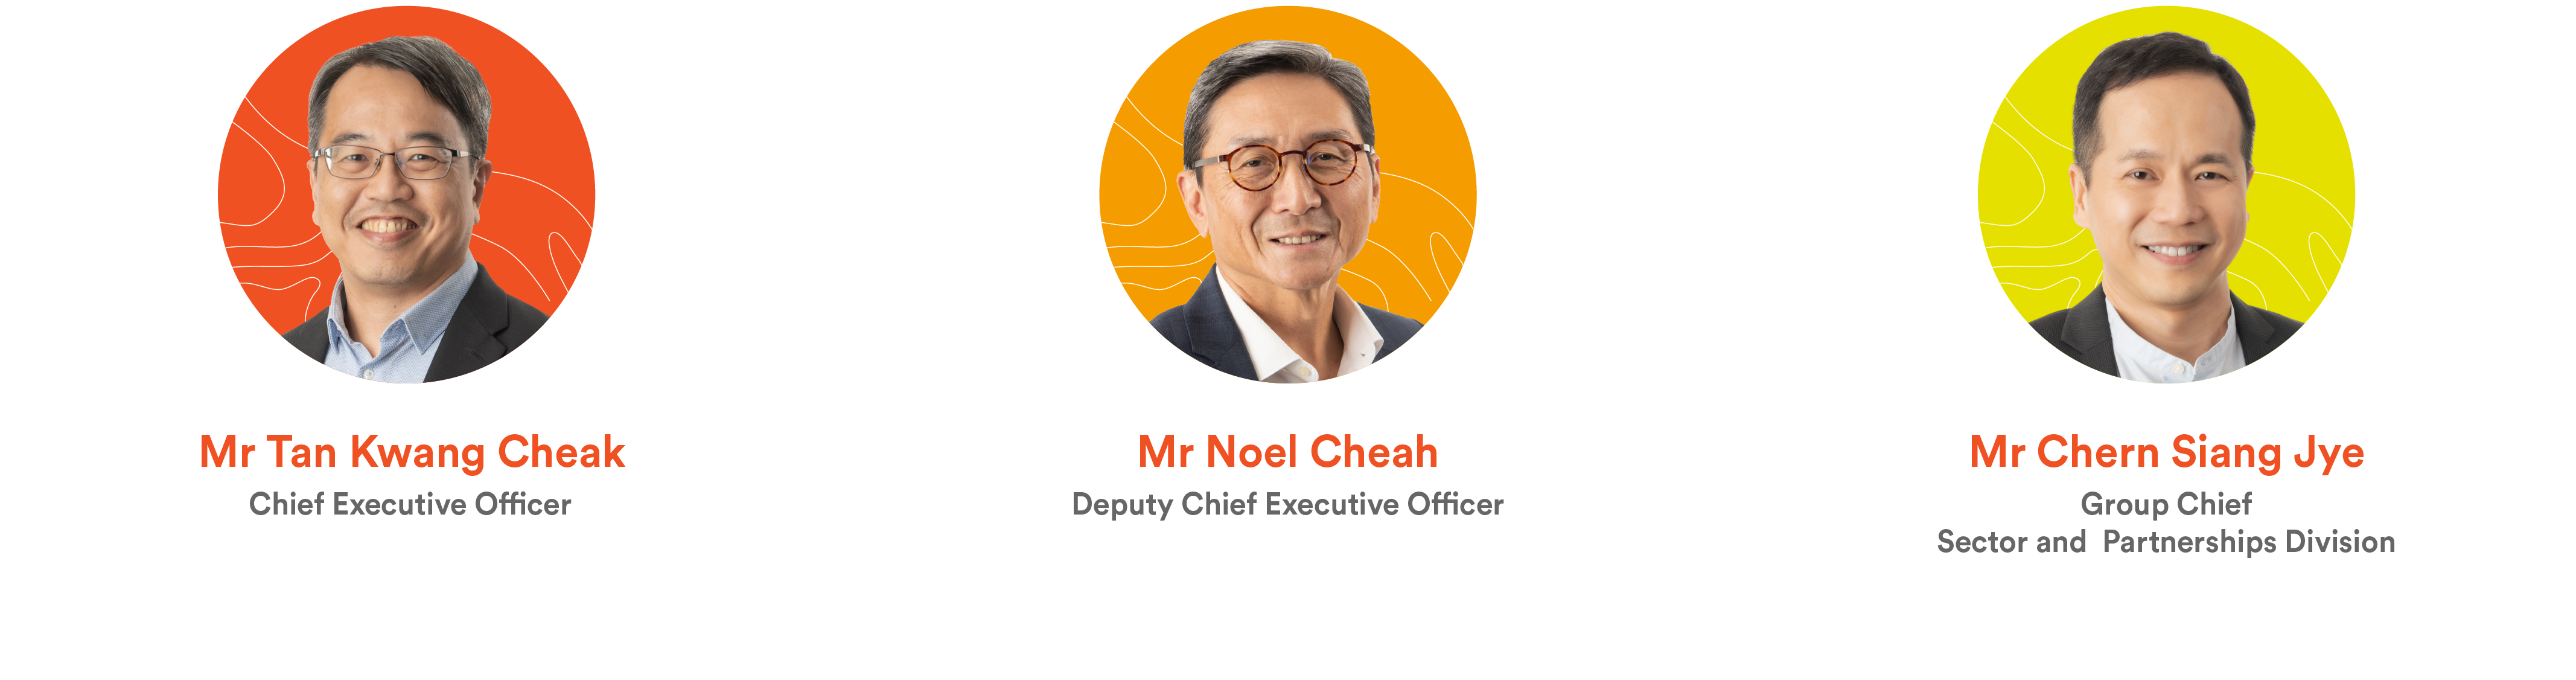 Mr Tan Kwang Cheak
Chief Executive Officer
Mr Noel Cheah
Deputy Chief Executive Officer
Mr Chern Siang Jye
Group Chief
Sector and  Partnerships Division